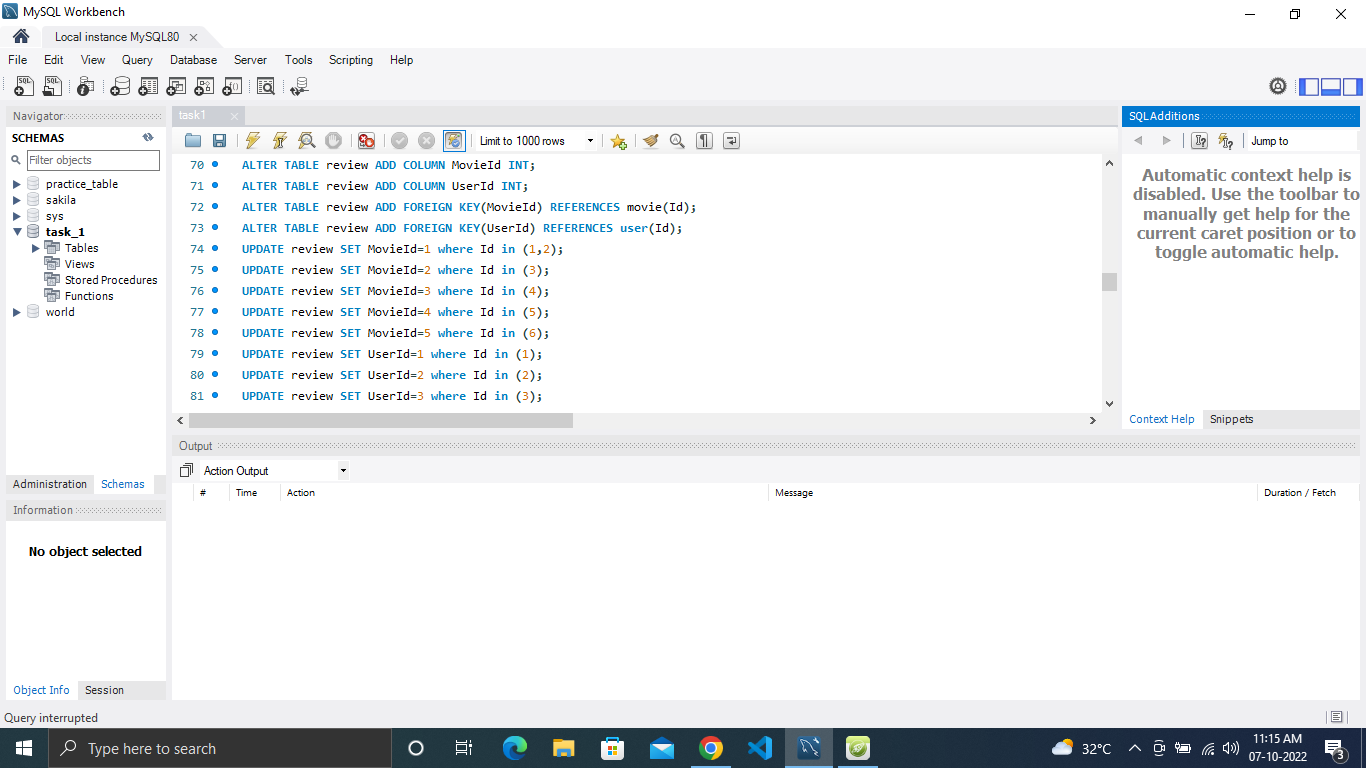 MySQL Workbench
Local instance MySQL80
File Edit View Query Database Server Tools Scripting Help
Navigator
SCHEMAS
Filter objects
practice_table
sakila
sys
task_1
Tables
Views
Stored Procedures
Functions
world
Administration Schemas
Information
No object selected
Object Info Session
task1
Limit to 1000 rows
70 ALTER TABLE review ADD COLUMN MovieId INT;
71 ALTER TABLE review ADD COLUMN UserId INT;
72 ALTER TABLE review ADD FOREIGN KEY(MovieId) REFERENCES movie(Id);
73 ALTER TABLE review ADD FOREIGN KEY(UserId) REFERENCES user(Id);
74 UPDATE review SET MovieId=1 where Id in (1,2);
75 UPDATE review SET MovieId=2 where Id in (3);
76 UPDATE review SET MovieId=3 where Id in (4);
77 UPDATE review SET MovieId=4 where Id in (5);
78 UPDATE review SET MovieId=5 where Id in (6);
79 UPDATE review SET UserId=1 where Id in (1);
80 UPDATE review SET UserId=2 where Id in (2);
81 UPDATE review SET UserId=3 where Id in (3);
SQLAdditions
Jump to
Automatic context help is
disabled. Use the toolbar to
manually get help for the
current caret position or to
toggle automatic help.
Context Help Snippets
Output
Action Output
# Time Action Message Duration / Fetch
Query interrupted
Type here to search
32°C
11:15 AM
07-10-2022
3